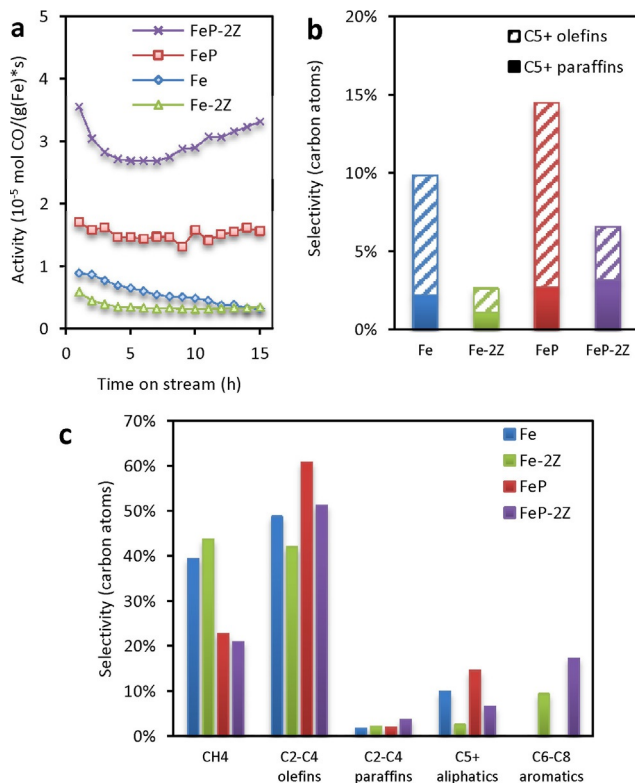 a
FeP-2Z
FeP
Fe
Fe-2Z
5
4
3
2
1
0
0
5
10
15
Activity (10⁻⁵ mol CO/(g(Fe)*s)
Time on stream (h)
b
C5+ olefins
C5+ paraffins
20%
15%
10%
5%
0%
Selectivity (carbon atoms)
Fe
Fe-2Z
FeP
FeP-2Z
c
70%
60%
50%
40%
30%
20%
10%
0%
Selectivity (carbon atoms)
Fe
Fe-2Z
FeP
FeP-2Z
CH4
C2-C4
olefins
C2-C4
paraffins
C5+
aliphatics
C6-C8
aromatics